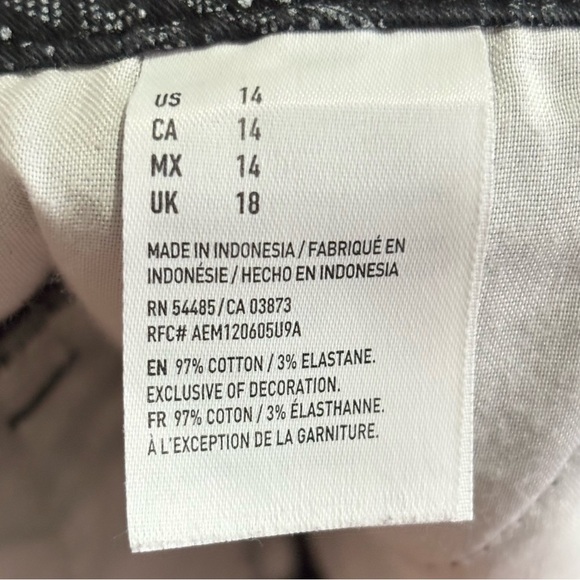 US 14
CA 14
MX 14
UK 18
MADE IN INDONESIA / FABRIQUÉ EN
INDONÉSIE / HECHO EN INDONESIA
RN 54485 / CA 03873
RFC# AEM120605U9A
EN 97% COTTON / 3% ELASTANE.
EXCLUSIVE OF DECORATION.
FR 97% COTON / 3% ÉLASTHANNE.
À L'EXCEPTION DE LA GARNITURE.